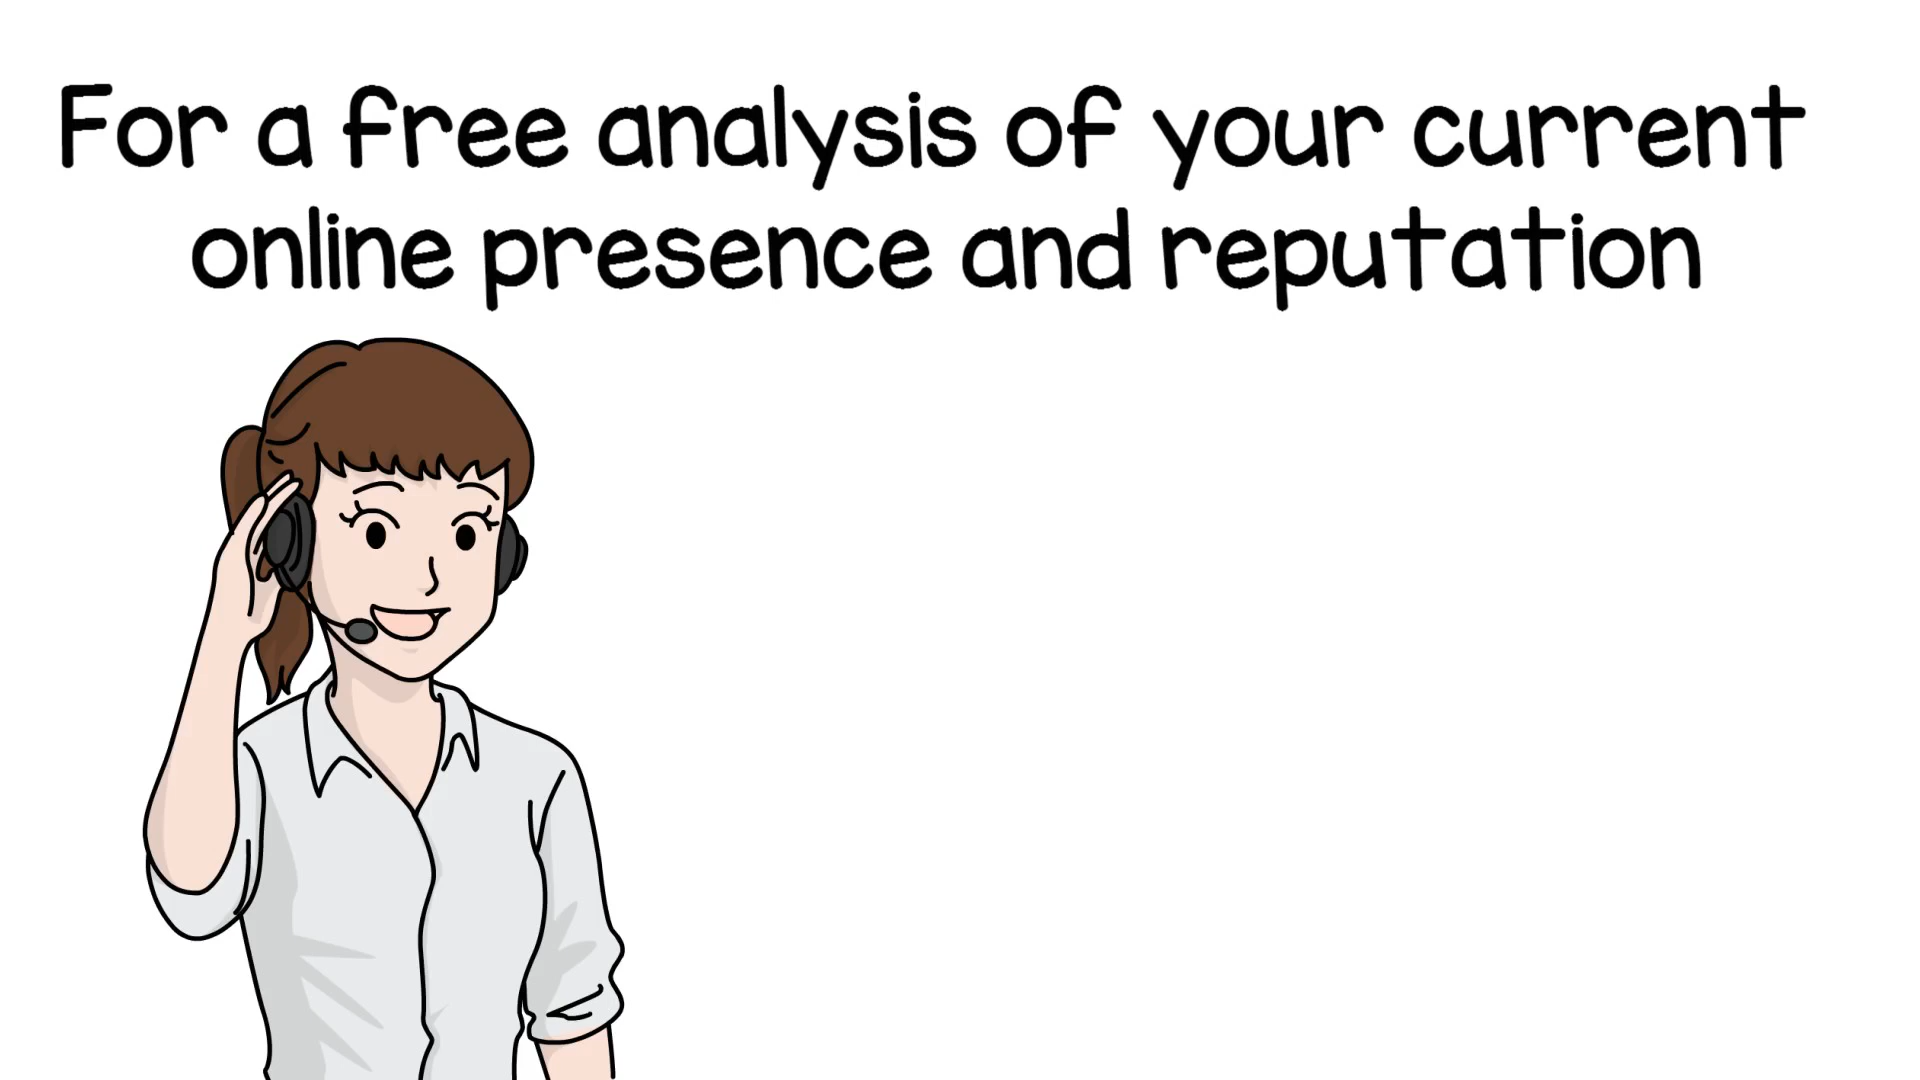 For a free analysis of your current
online presence and reputation